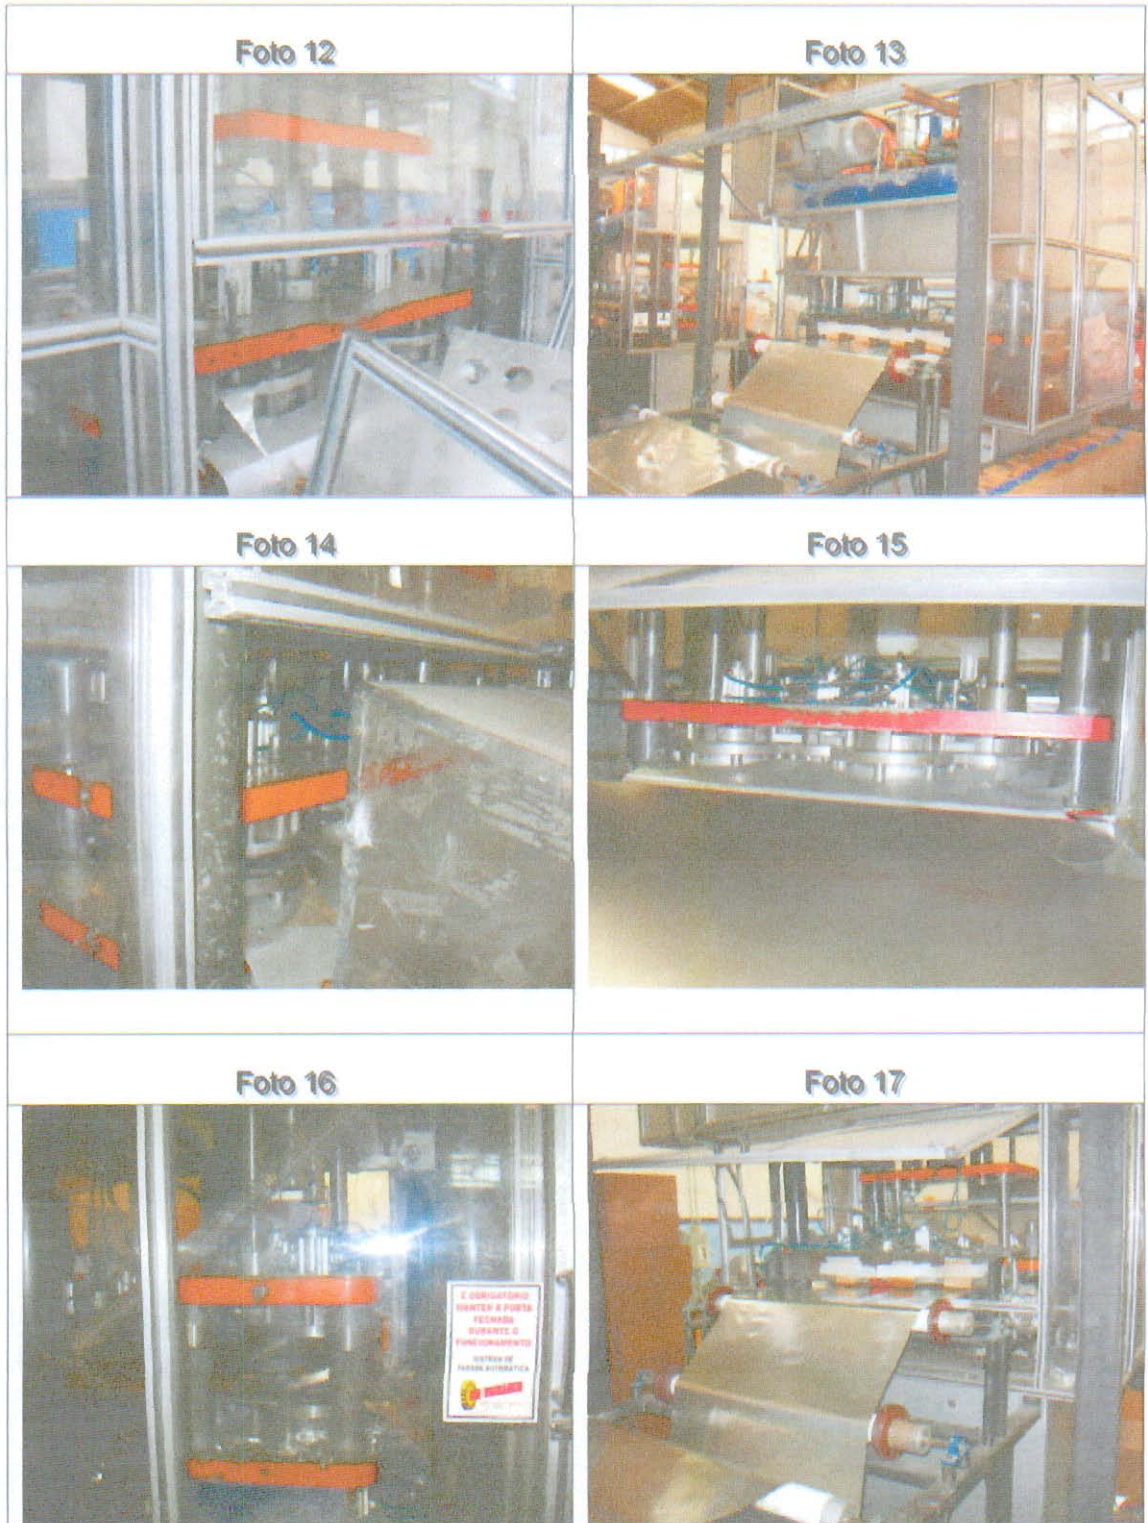 Foto 12
Foto 13
Foto 14
Foto 15
Foto 16
É OBRIGATÓRIO
MANTER A PORTA
FECHADA
DURANTE O
FUNCIONAMENTO
SISTEMA DE
PARADA AUTOMÁTICA
Foto 17